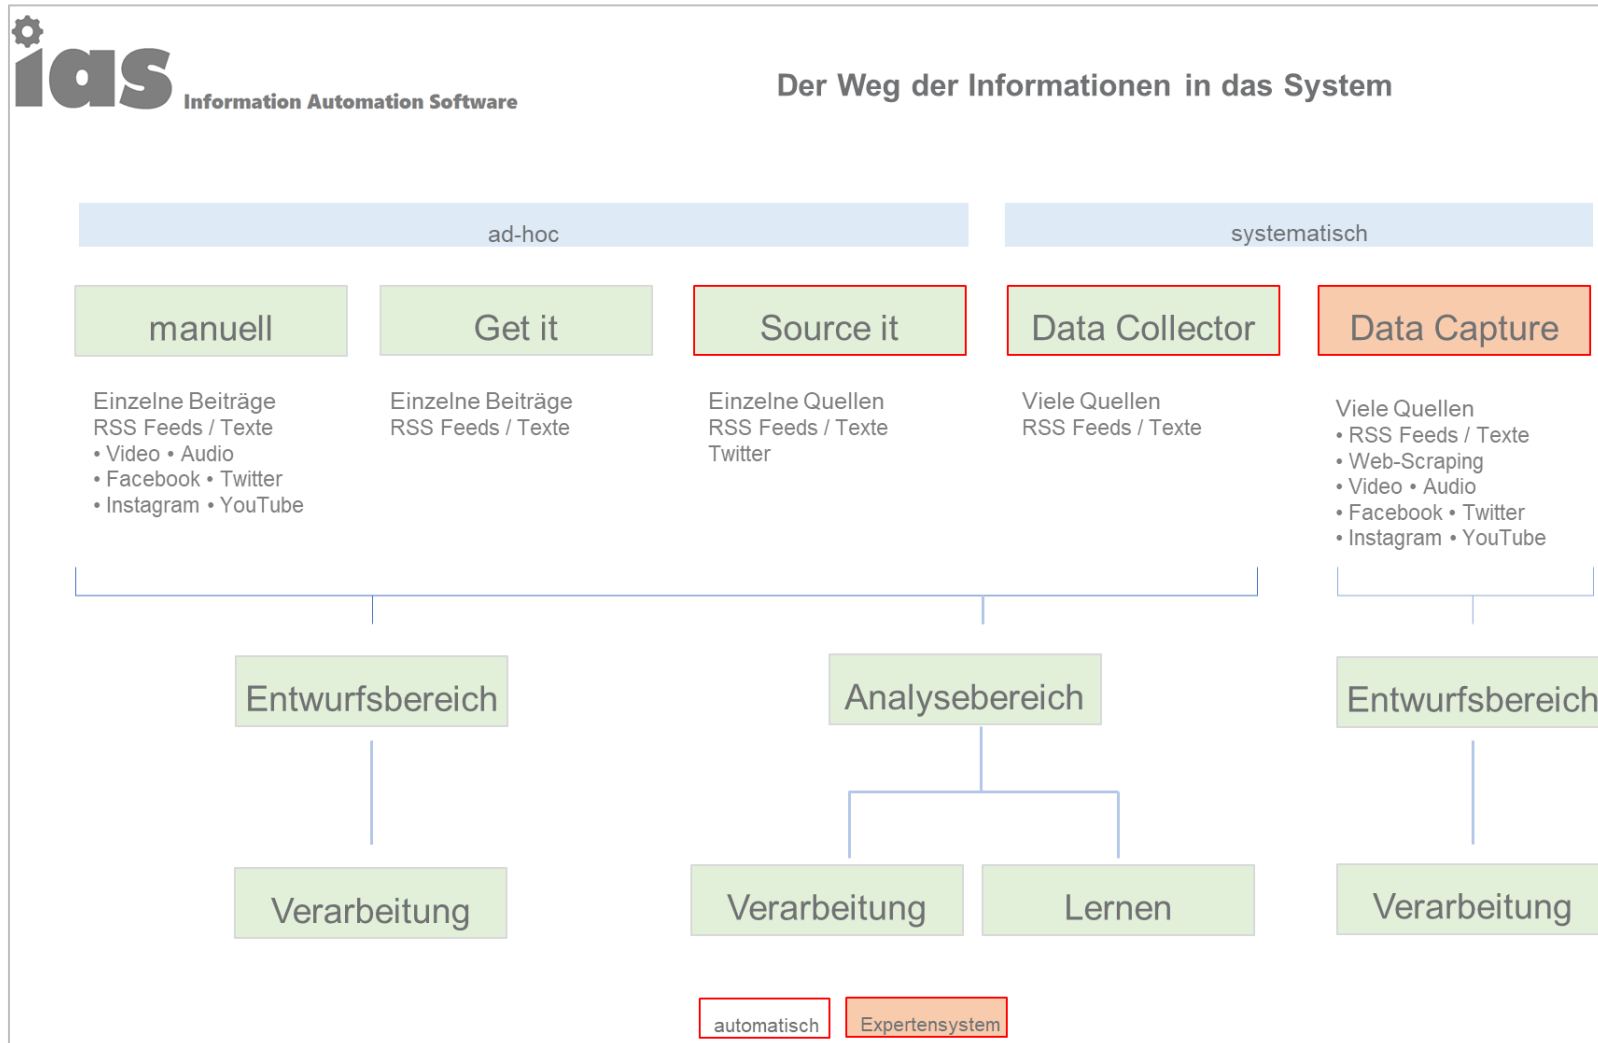 ias Information Automation Software
Der Weg der Informationen in das System
ad-hoc
systematisch
manuell
Get it
Source it
Data Collector
Data Capture
Einzelne Beiträge
RSS Feeds / Texte
• Video • Audio
• Facebook • Twitter
• Instagram • YouTube
Einzelne Beiträge
RSS Feeds / Texte
Einzelne Quellen
RSS Feeds / Texte
Twitter
Viele Quellen
RSS Feeds / Texte
Viele Quellen
• RSS Feeds / Texte
• Web-Scraping
• Video • Audio
• Facebook • Twitter
• Instagram • YouTube
Entwurfsbereich
Analysebereich
Entwurfsbereich
Verarbeitung
Verarbeitung
Lernen
Verarbeitung
automatisch
Expertensystem